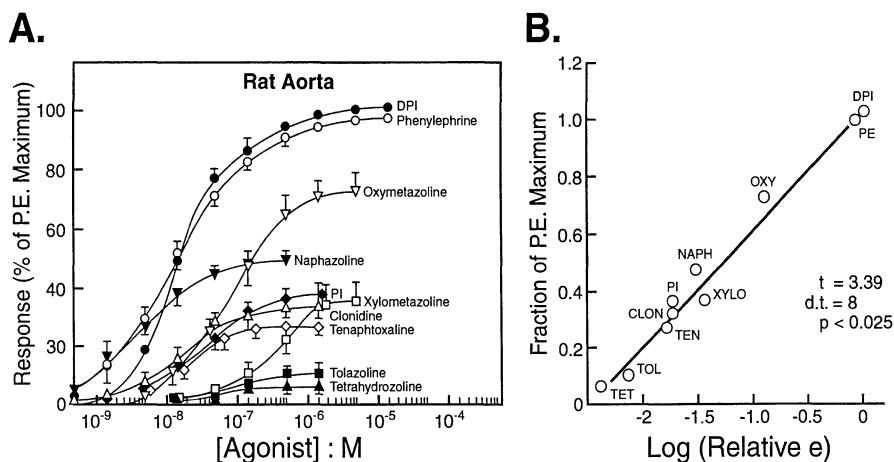 A.
Rat Aorta
Response (% of P.E. Maximum)
100
80
60
40
30
0
DPI
Phenylephrine
Oxymetazoline
Naphazoline
PI
Xylometazoline
Clonidine
Tenaphtoxaline
Tolazoline
Tetrahydrozoline
10-9
10-8
10-7
10-6
10-5
10-4
[Agonist] : M
B.
Fraction of P.E. Maximum
1.2
1.0
0.8
0.6
0.4
0.2
0
DPI
PE
OXY
NAPH
PI
XYLO
CLON
TEN
TOL
TET
t = 3.39
d.t. = 8
p < 0.025
-2
-1.5
-1.0
-0.5
0
Log (Relative e)